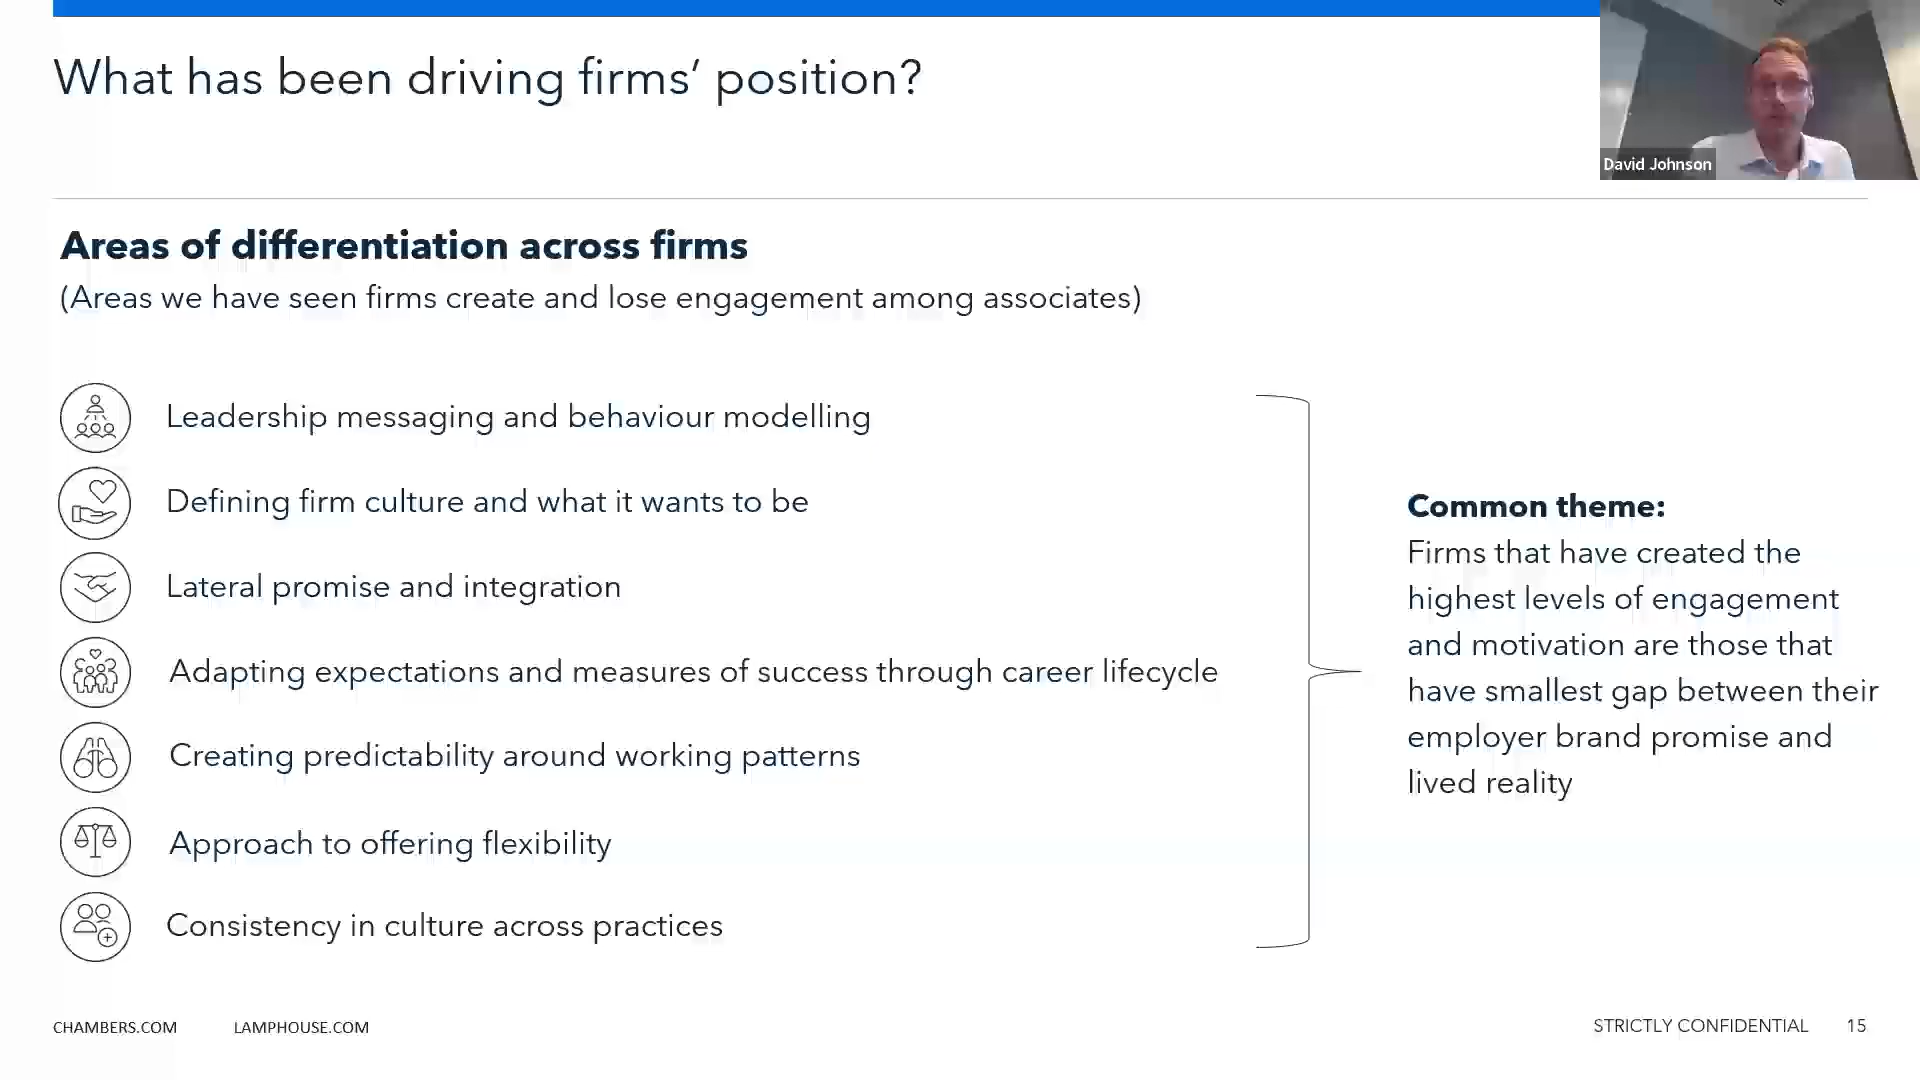 What has been driving firms’ position?
David Johnson
Areas of differentiation across firms
(Areas we have seen firms create and lose engagement among associates)
Leadership messaging and behaviour modelling
Defining firm culture and what it wants to be
Lateral promise and integration
Adapting expectations and measures of success through career lifecycle
Creating predictability around working patterns
Approach to offering flexibility
Consistency in culture across practices
Common theme:
Firms that have created the
highest levels of engagement
and motivation are those that
have smallest gap between their
employer brand promise and
lived reality
CHAMBERS.COM
LAMPHOUSE.COM
STRICTLY CONFIDENTIAL
15